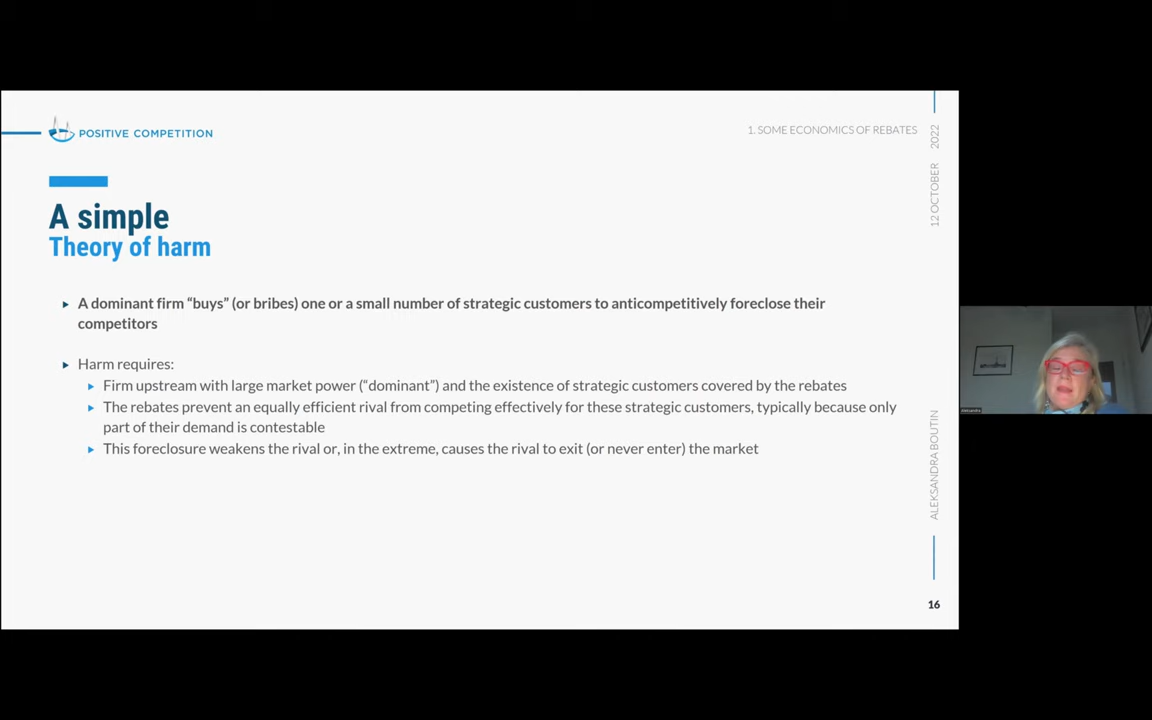 POSITIVE COMPETITION
1. SOME ECONOMICS OF REBATES
12 OCTOBER 2022
A simple
Theory of harm
A dominant firm “buys” (or bribes) one or a small number of strategic customers to anticompetitively foreclose their
competitors
Harm requires:
Firm upstream with large market power (“dominant”) and the existence of strategic customers covered by the rebates
The rebates prevent an equally efficient rival from competing effectively for these strategic customers, typically because only
part of their demand is contestable
This foreclosure weakens the rival or, in the extreme, causes the rival to exit (or never enter) the market
ALEKSANDRA BOUTIN
16